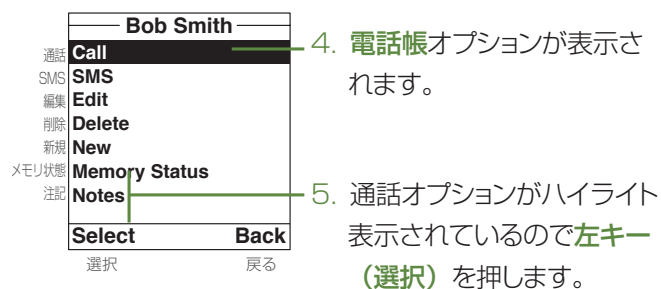 Bob Smith
通話 Call
SMS SMS
編集 Edit
削除 Delete
新規 New
メモリ状態 Memory Status
注記 Notes
Select Back
選択 戻る
4. 電話帳オプションが表示さ
れます。
5. 通話オプションがハイライト
表示されているので左キー
（選択）を押します。